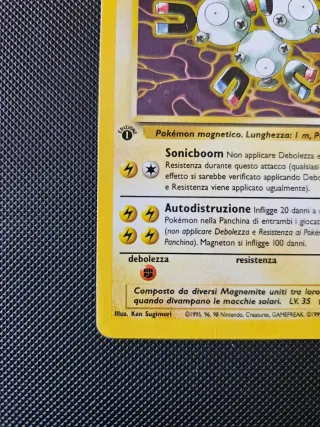 EDIZIONE
1
Pokémon magnetico. Lunghezza: 1 m, P
Sonicboom Non applicare Debolezza e
Resistenza durante questo attacco (qualsiasi
effetto si sarebbe verificato applicando Debo
e Resistenza viene applicato ugualmente).
Autodistruzione Infligge 20 danni a
Pokémon nella Panchina di entrambi i giocat
(non applicare Debolezza e Resistenza ai Poké
Panchina). Magneton si infligge 100 danni.
debolezza resistenza
Composto da diversi Magnemite uniti tra loro
quando divampano le macchie solari. LV. 35
Illus. Ken Sugimori ©1995, 96, 98 Nintendo, Creatures, GAMEFREAK. ©199